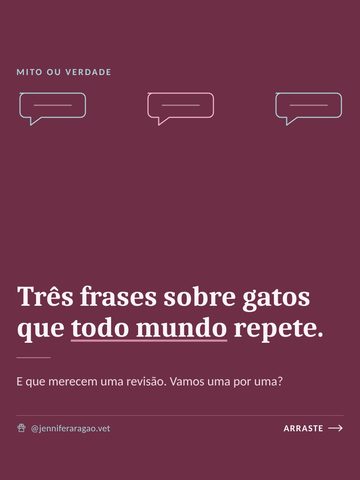 MITO OU VERDADE
Três frases sobre gatos
que todo mundo repete.
E que merecem uma revisão. Vamos uma por uma?
@jenniferaragao.vet
ARRASTE